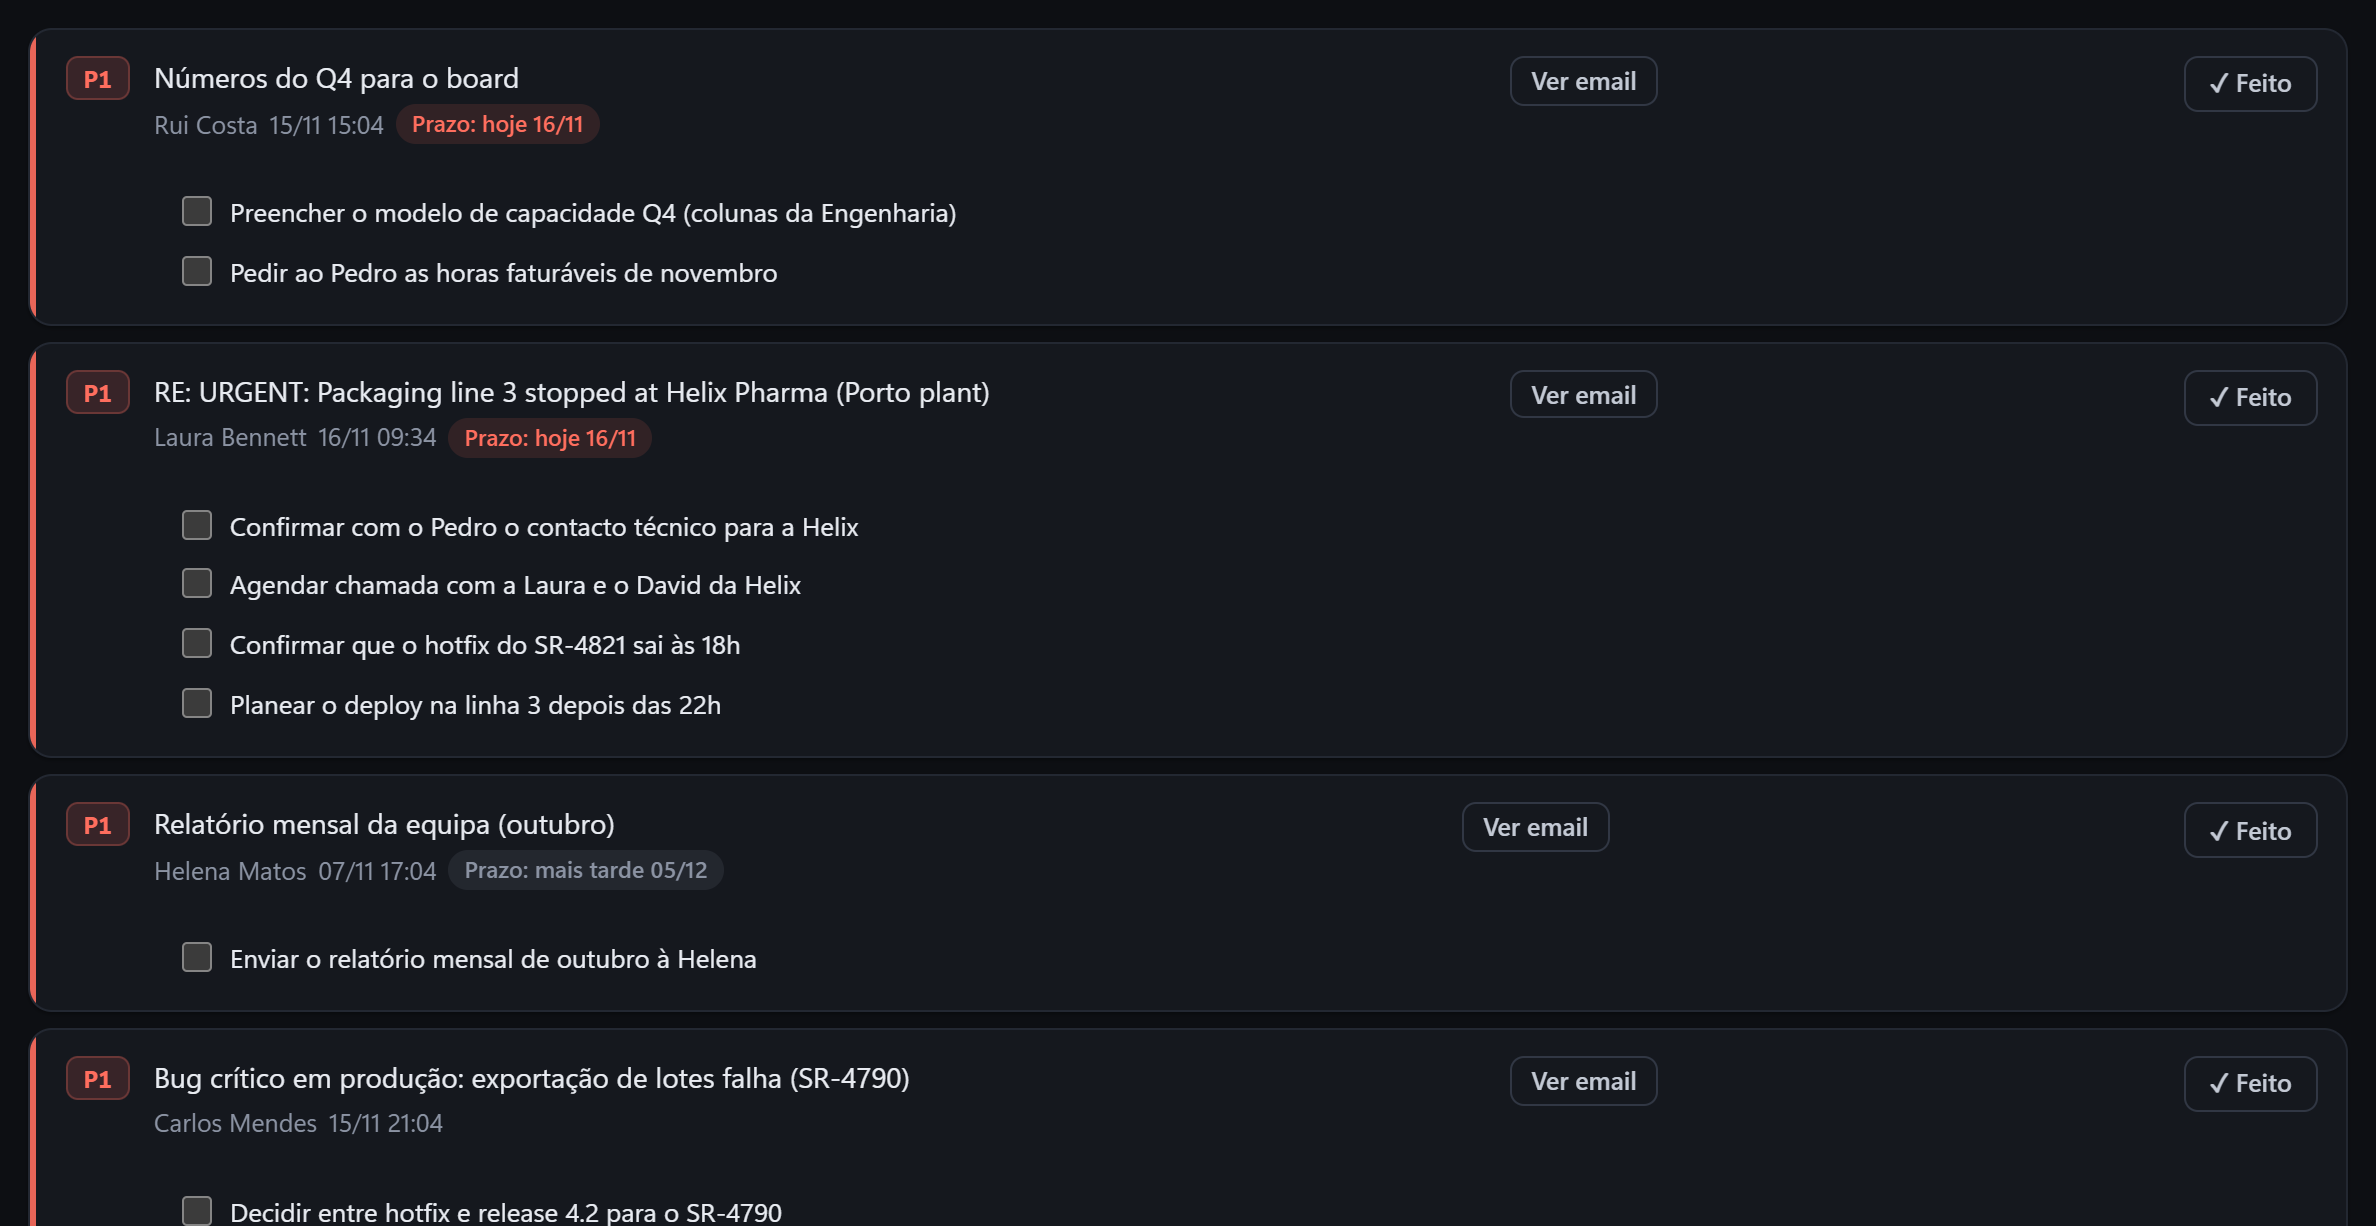 P1 Números do Q4 para o board Ver email ✓ Feito
Rui Costa 15/11 15:04 Prazo: hoje 16/11
Preencher o modelo de capacidade Q4 (colunas da Engenharia)
Pedir ao Pedro as horas faturáveis de novembro
P1 RE: URGENT: Packaging line 3 stopped at Helix Pharma (Porto plant) Ver email ✓ Feito
Laura Bennett 16/11 09:34 Prazo: hoje 16/11
Confirmar com o Pedro o contacto técnico para a Helix
Agendar chamada com a Laura e o David da Helix
Confirmar que o hotfix do SR-4821 sai às 18h
Planear o deploy na linha 3 depois das 22h
P1 Relatório mensal da equipa (outubro) Ver email ✓ Feito
Helena Matos 07/11 17:04 Prazo: mais tarde 05/12
Enviar o relatório mensal de outubro à Helena
P1 Bug crítico em produção: exportação de lotes falha (SR-4790) Ver email ✓ Feito
Carlos Mendes 15/11 21:04
Decidir entre hotfix e release 4.2 para o SR-4790